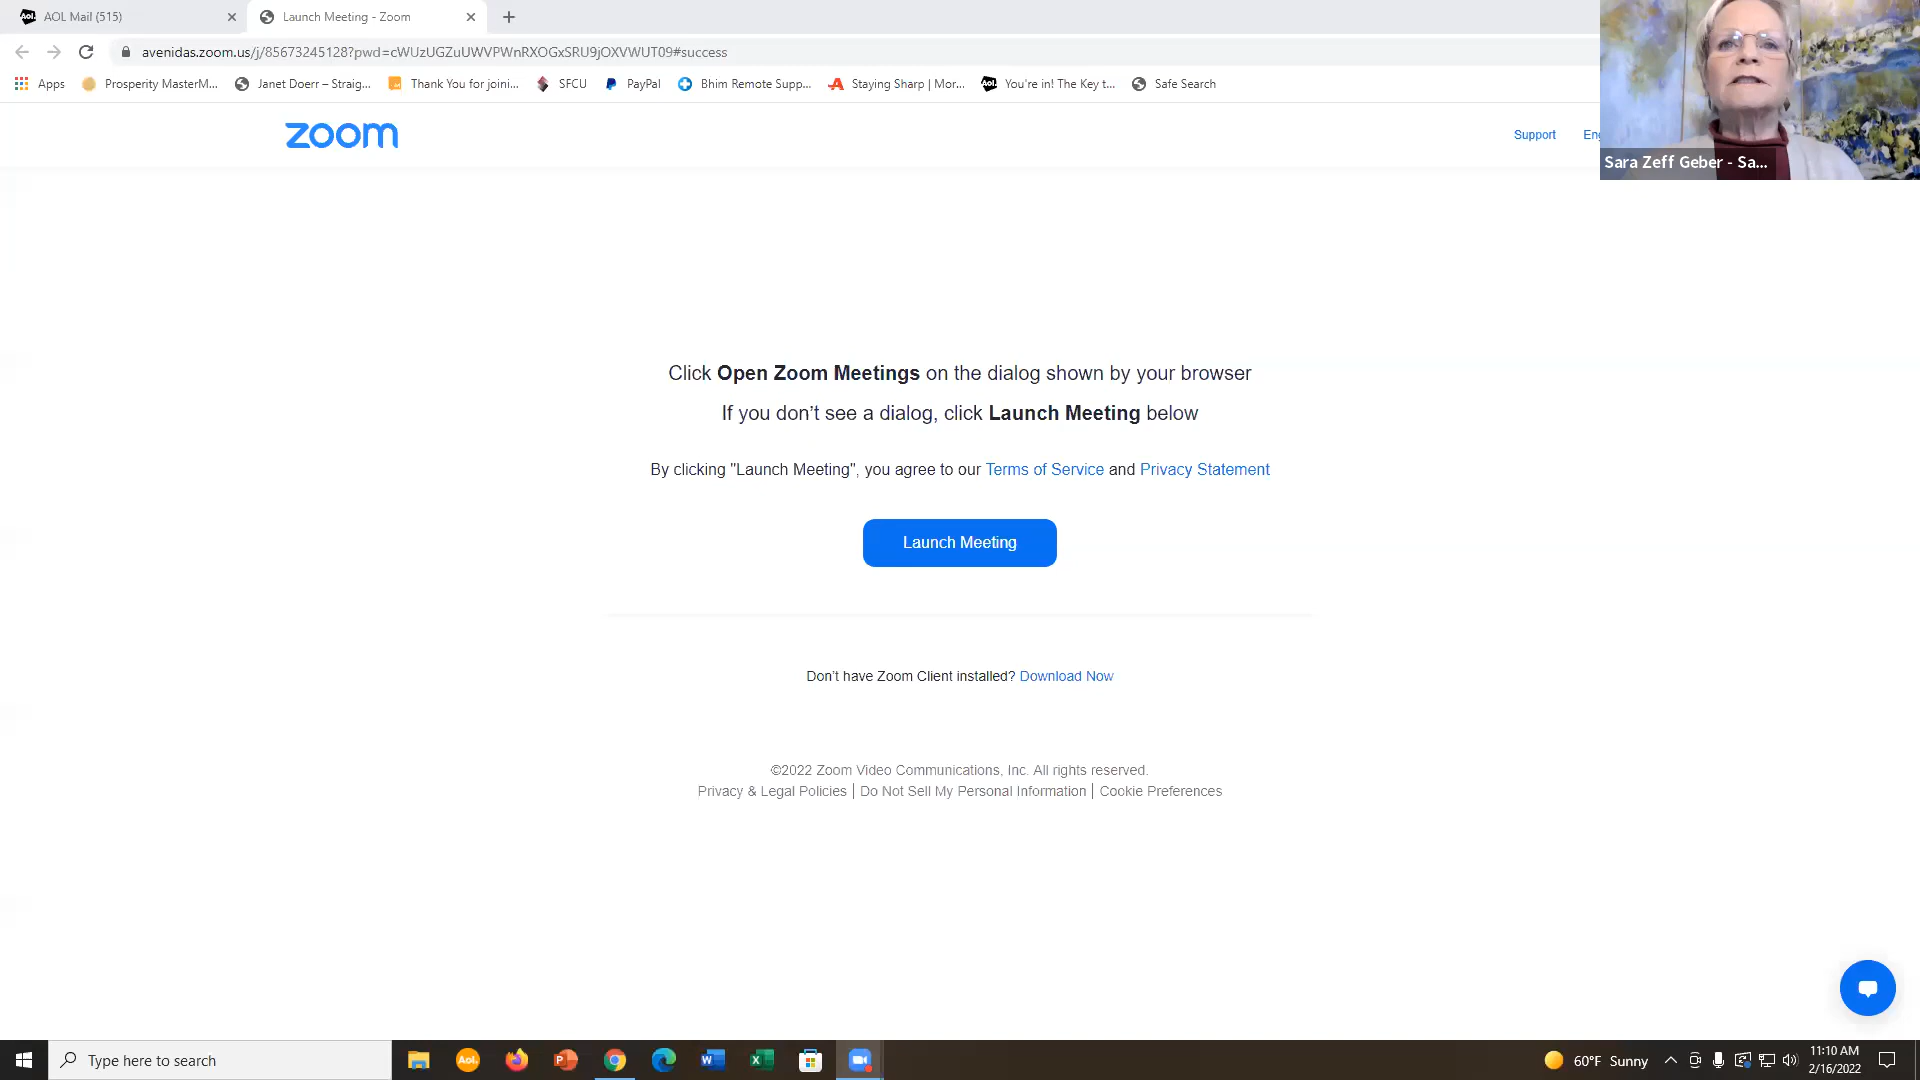 AOL Mail (515)
Launch Meeting - Zoom
avenidas.zoom.us/j/85673245128?pwd=cWUzUGZuUWVPWnRXOGxSRU9jOXVWUT09#success
Apps
Prosperity MasterM...
Janet Doerr – Straig...
Thank You for joini...
SFCU
PayPal
Bhim Remote Supp...
Staying Sharp | Mor...
You're in! The Key t...
Safe Search
zoom
Support
Eng
Sara Zeff Geber - Sa...
Click Open Zoom Meetings on the dialog shown by your browser
If you don’t see a dialog, click Launch Meeting below
By clicking "Launch Meeting", you agree to our Terms of Service and Privacy Statement
Launch Meeting
Don’t have Zoom Client installed? Download Now
©2022 Zoom Video Communications, Inc. All rights reserved.
Privacy & Legal Policies | Do Not Sell My Personal Information | Cookie Preferences
Type here to search
60°F Sunny
11:10 AM
2/16/2022